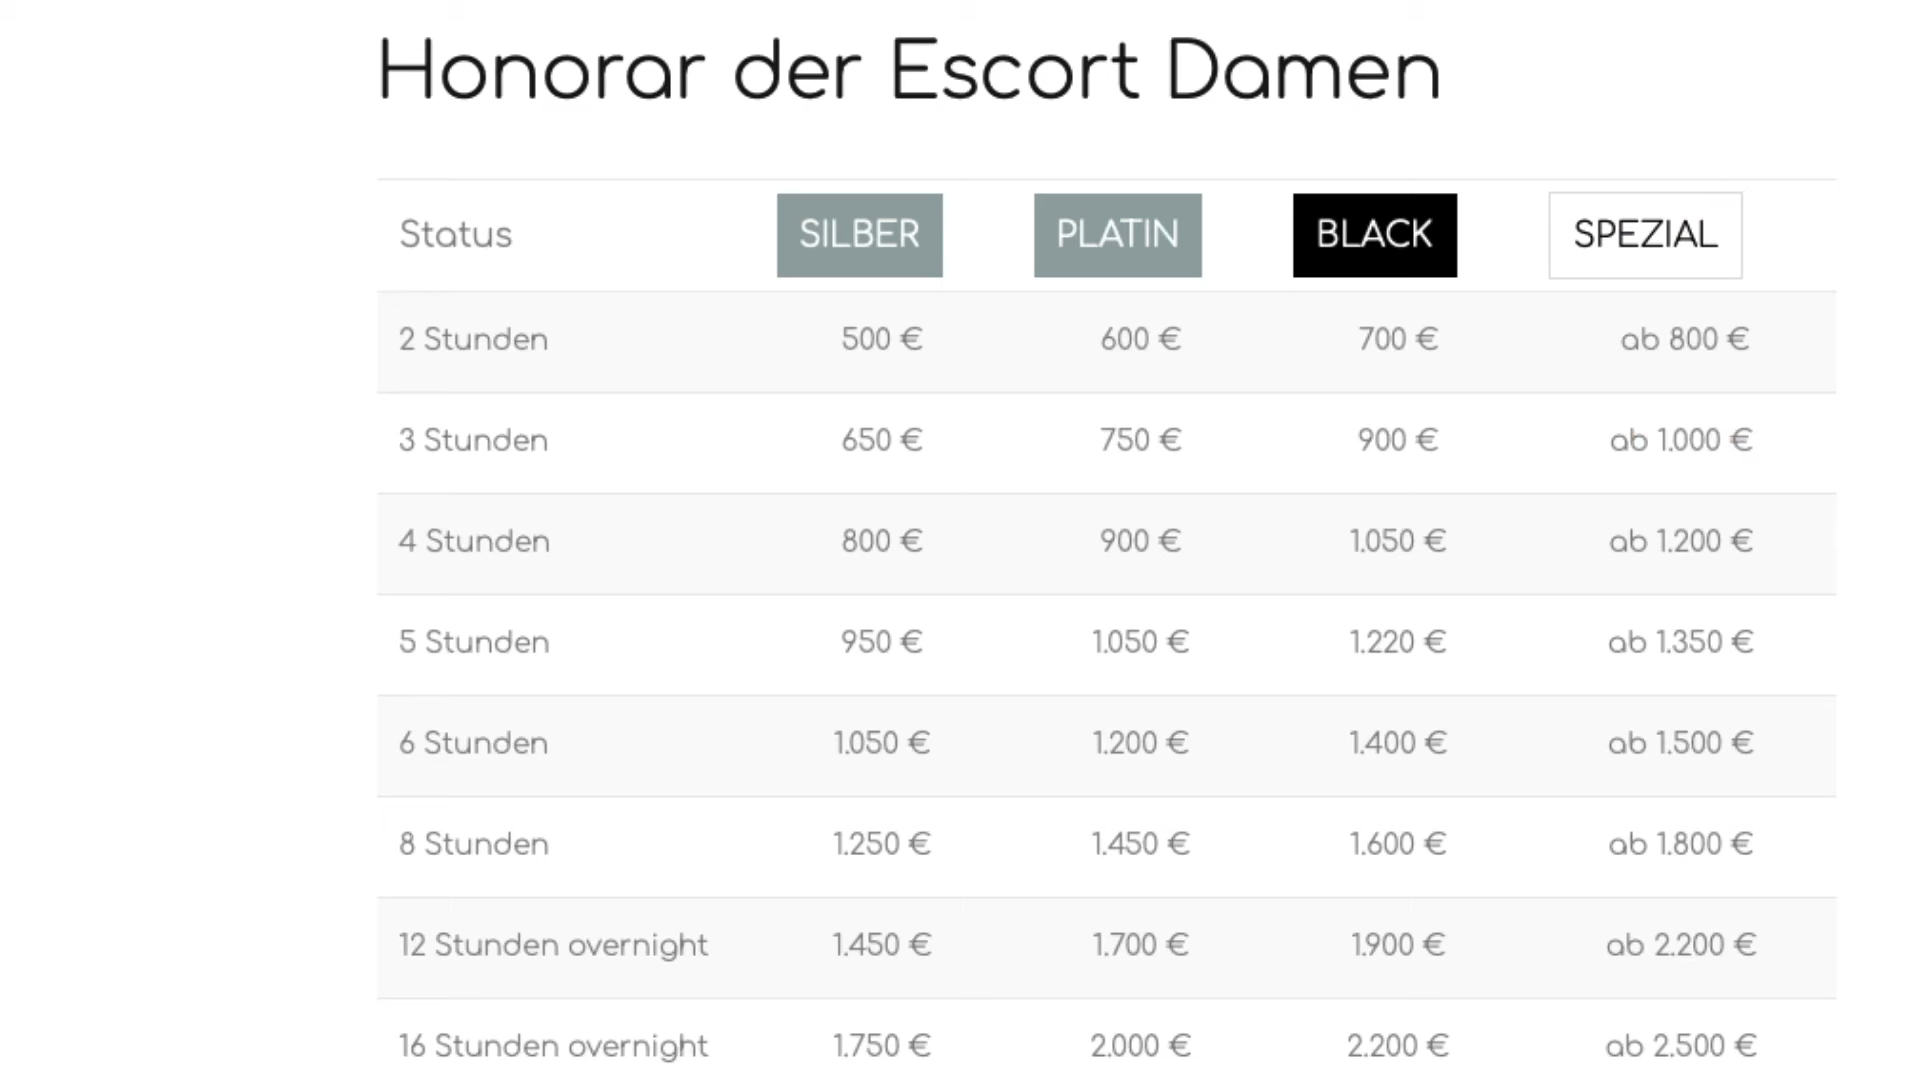 Honorar der Escort Damen
Status SILBER PLATIN BLACK SPEZIAL
2 Stunden 500 € 600 € 700 € ab 800 €
3 Stunden 650 € 750 € 900 € ab 1.000 €
4 Stunden 800 € 900 € 1.050 € ab 1.200 €
5 Stunden 950 € 1.050 € 1.220 € ab 1.350 €
6 Stunden 1.050 € 1.200 € 1.400 € ab 1.500 €
8 Stunden 1.250 € 1.450 € 1.600 € ab 1.800 €
12 Stunden overnight 1.450 € 1.700 € 1.900 € ab 2.200 €
16 Stunden overnight 1.750 € 2.000 € 2.200 € ab 2.500 €